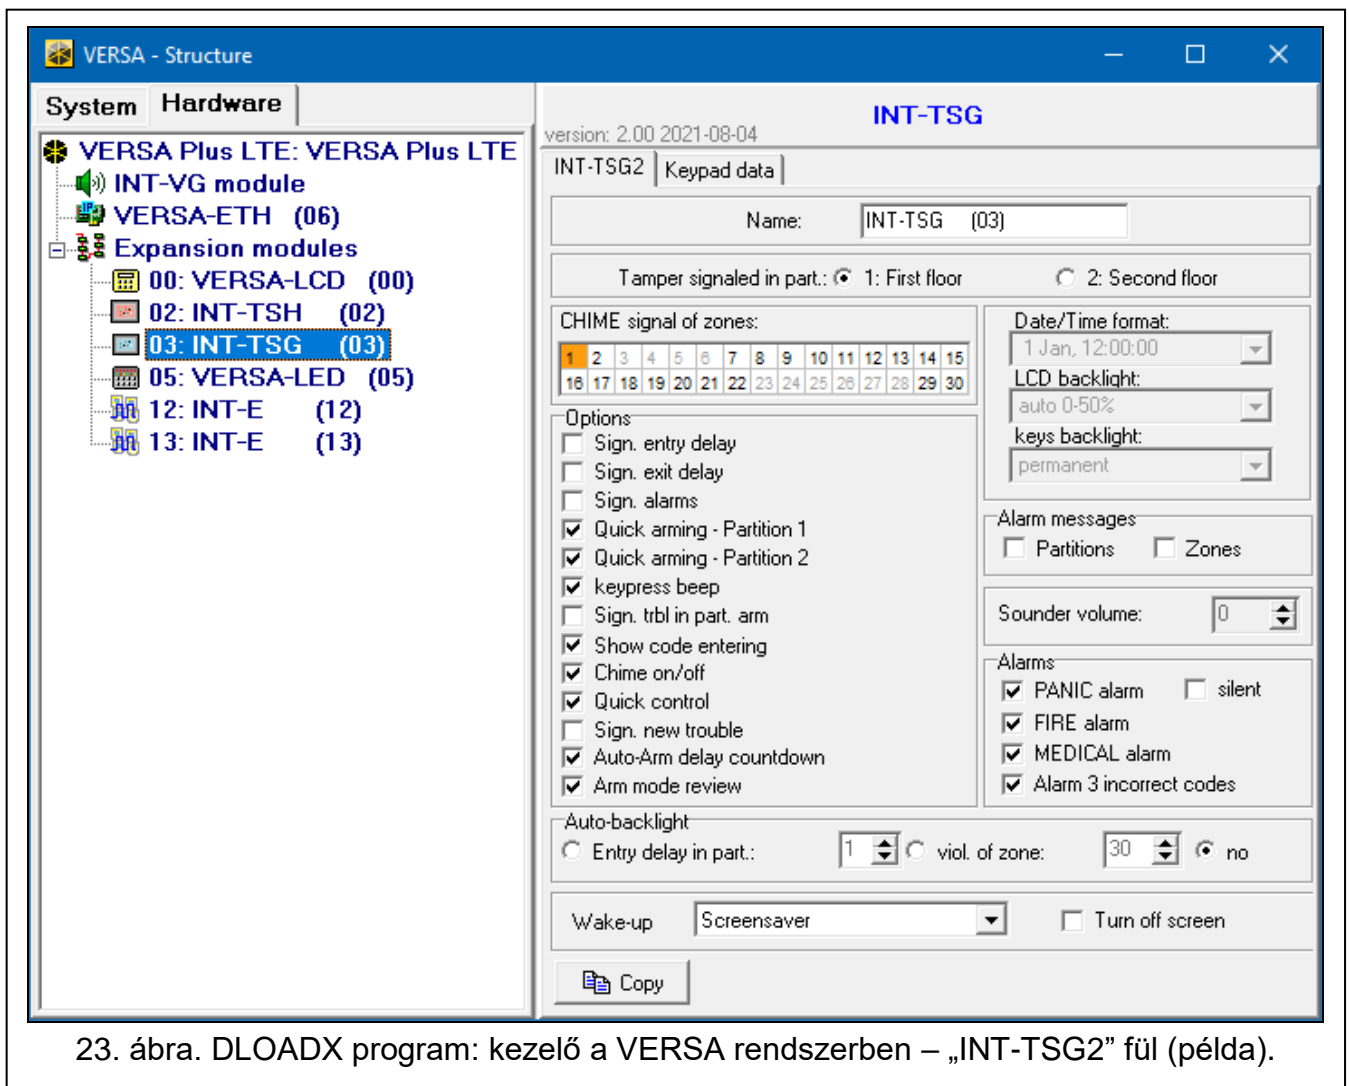 VERSA - Structure
System Hardware
VERSA Plus LTE: VERSA Plus LTE
INT-VG module
VERSA-ETH (06)
Expansion modules
00: VERSA-LCD (00)
02: INT-TSH (02)
03: INT-TSG (03)
05: VERSA-LED (05)
12: INT-E (12)
13: INT-E (13)
INT-TSG
version: 2.00 2021-08-04
INT-TSG2 Keypad data
Name: INT-TSG (03)
Tamper signaled in part.: 1: First floor 2: Second floor
CHIME signal of zones:
1 2 3 4 5 6 7 8 9 10 11 12 13 14 15
16 17 18 19 20 21 22 23 24 25 26 27 28 29 30
Options
Sign. entry delay
Sign. exit delay
Sign. alarms
Quick arming - Partition 1
Quick arming - Partition 2
keypress beep
Sign. trbl in part. arm
Show code entering
Chime on/off
Quick control
Sign. new trouble
Auto-Arm delay countdown
Arm mode review
Date/Time format:
1 Jan, 12:00:00
LCD backlight:
auto 0-50%
keys backlight:
permanent
Alarm messages
Partitions Zones
Sounder volume: 0
Alarms
PANIC alarm silent
FIRE alarm
MEDICAL alarm
Alarm 3 incorrect codes
Auto-backlight
Entry delay in part.: 1 viol. of zone: 30 no
Wake-up Screensaver Turn off screen
Copy
23. ábra. DLOADX program: kezelő a VERSA rendszerben – „INT-TSG2” fül (példa).